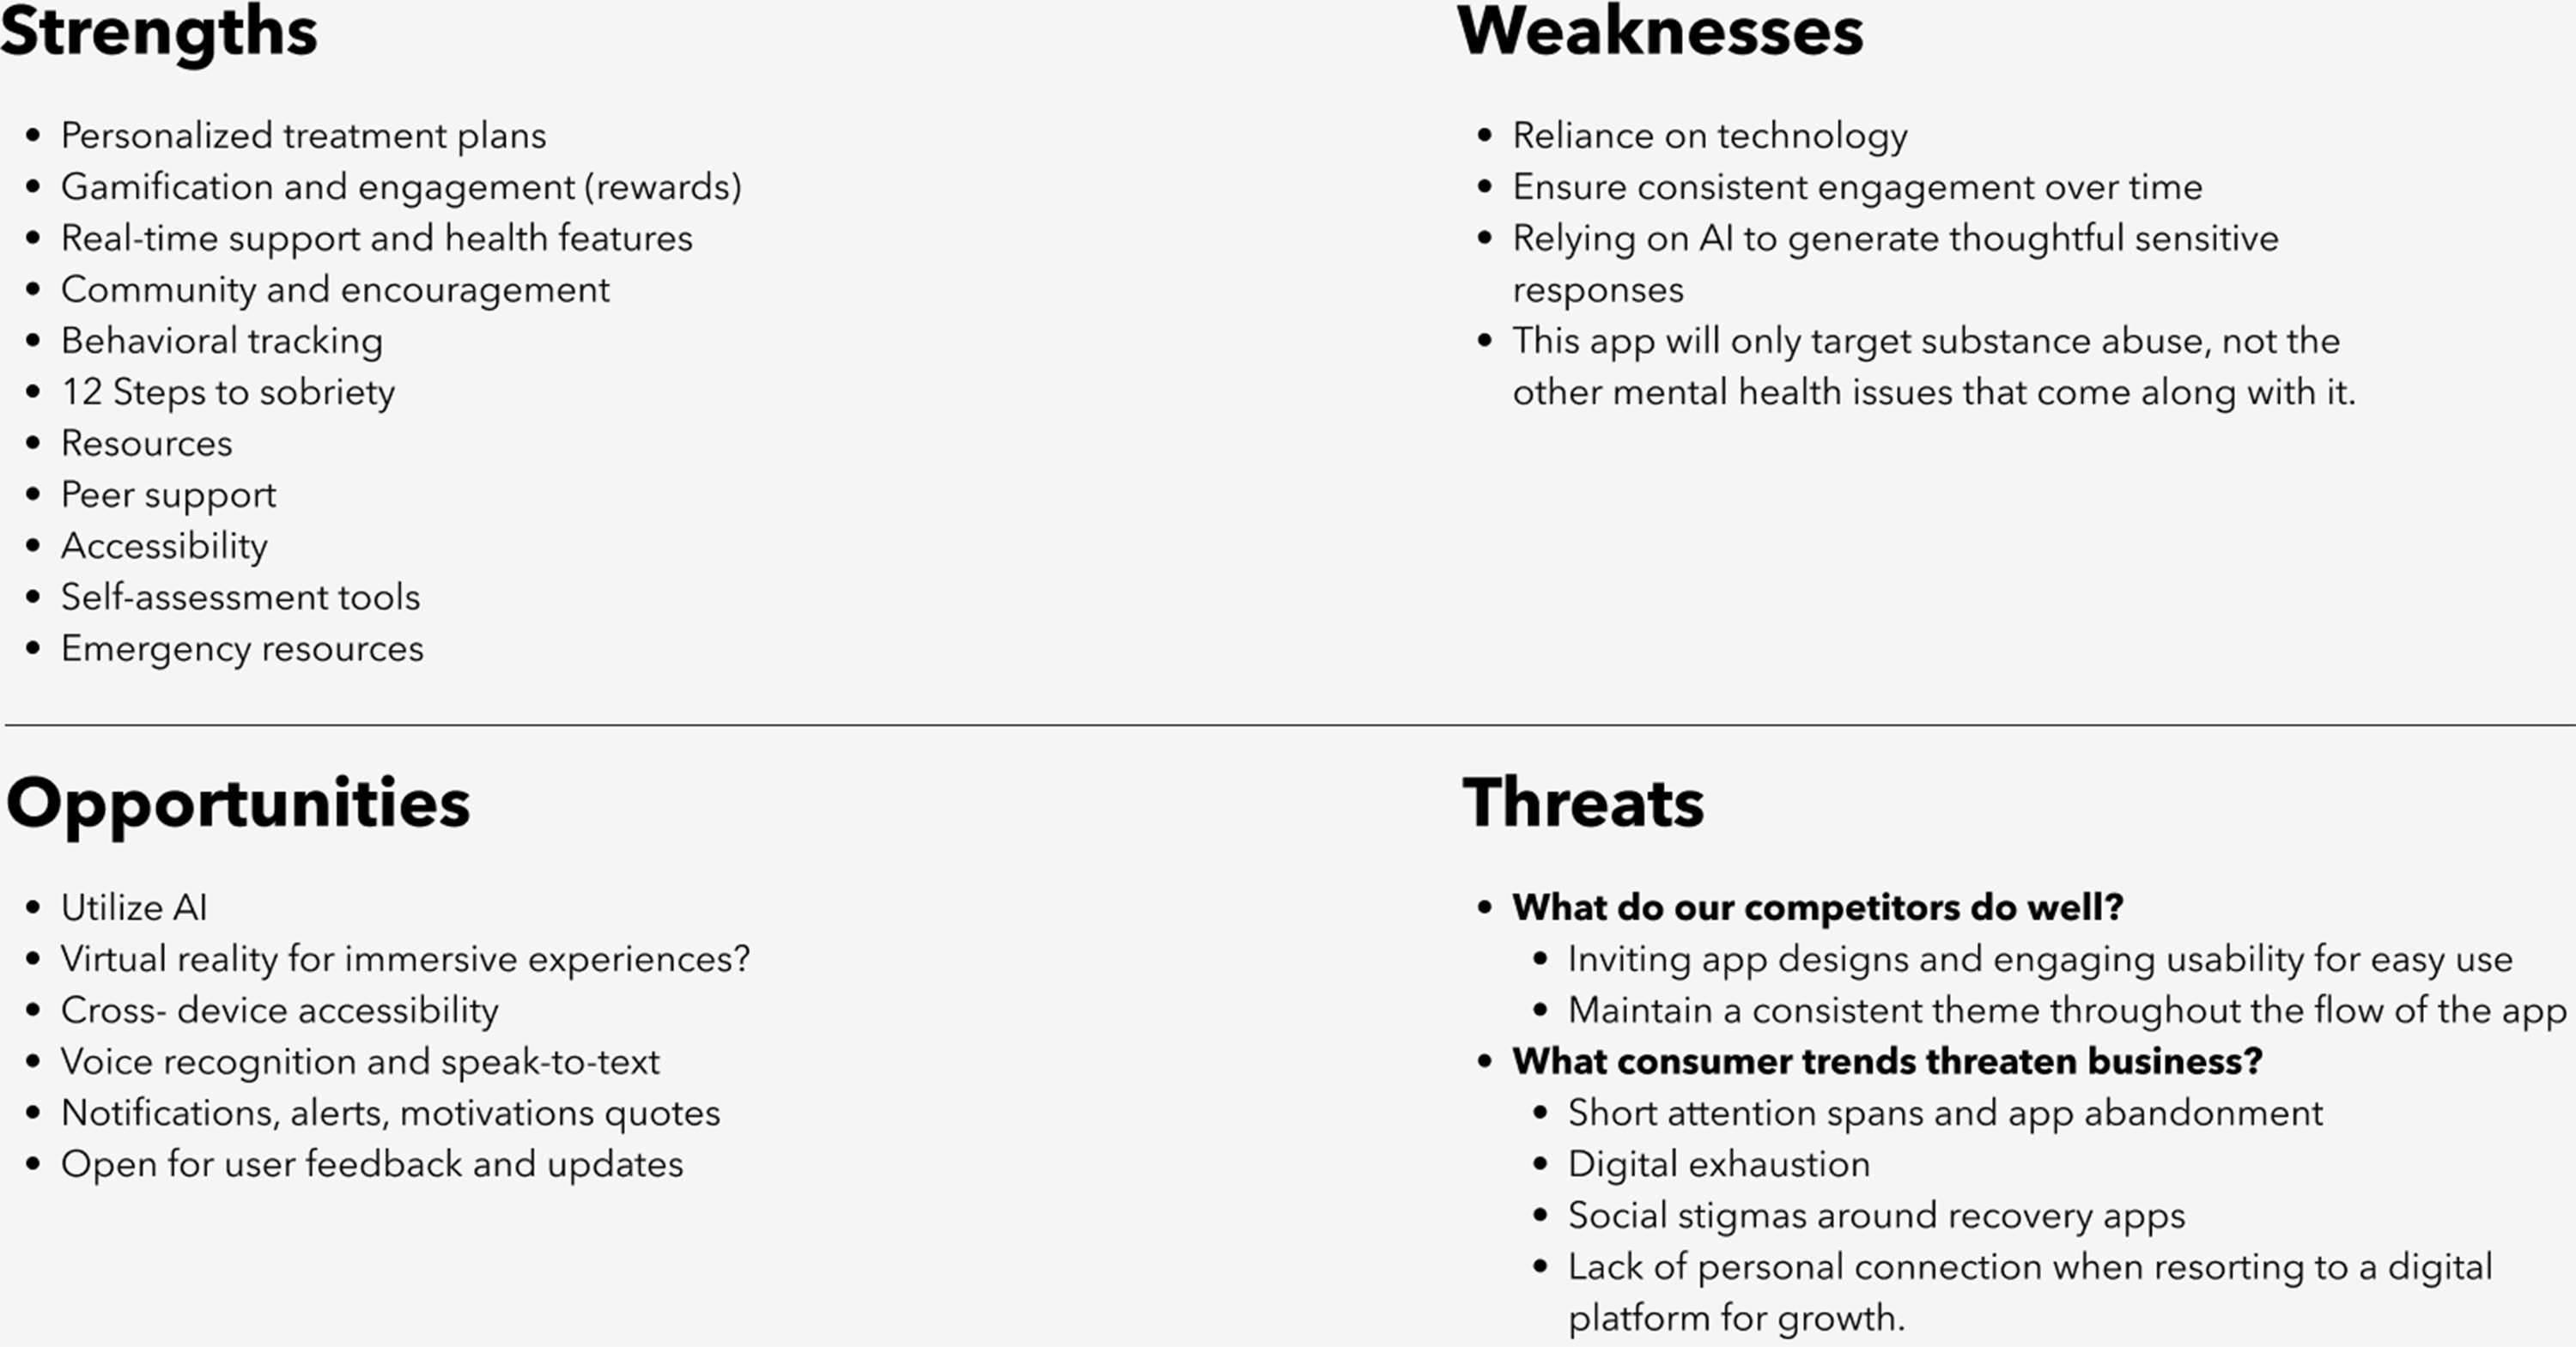 Strengths
• Personalized treatment plans
• Gamification and engagement (rewards)
• Real-time support and health features
• Community and encouragement
• Behavioral tracking
• 12 Steps to sobriety
• Resources
• Peer support
• Accessibility
• Self-assessment tools
• Emergency resources
Weaknesses
• Reliance on technology
• Ensure consistent engagement over time
• Relying on AI to generate thoughtful sensitive
responses
• This app will only target substance abuse, not the
other mental health issues that come along with it.
Opportunities
• Utilize AI
• Virtual reality for immersive experiences?
• Cross- device accessibility
• Voice recognition and speak-to-text
• Notifications, alerts, motivations quotes
• Open for user feedback and updates
Threats
• What do our competitors do well?
• Inviting app designs and engaging usability for easy use
• Maintain a consistent theme throughout the flow of the app
• What consumer trends threaten business?
• Short attention spans and app abandonment
• Digital exhaustion
• Social stigmas around recovery apps
• Lack of personal connection when resorting to a digital
platform for growth.